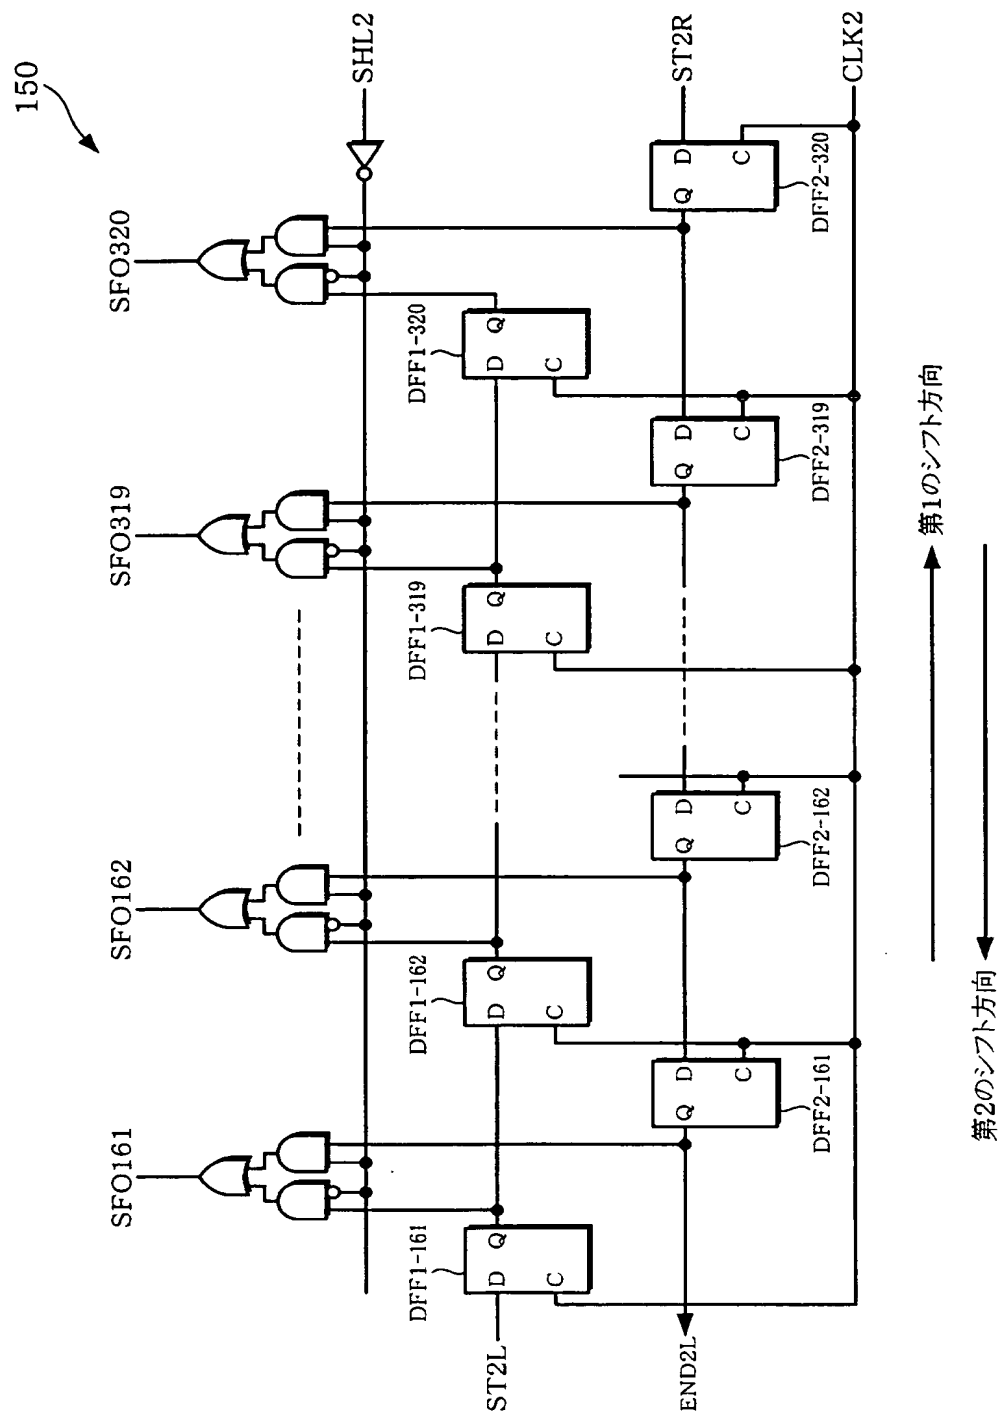 150
SFO161
SFO162
SFO319
SFO320
SHL2
DFF1-161
D
Q
C
DFF1-162
D
Q
C
DFF1-319
D
Q
C
DFF1-320
D
Q
C
ST2L
ST2R
Q
D
C
DFF2-161
Q
D
C
DFF2-162
Q
D
C
DFF2-319
Q
D
C
DFF2-320
END2L
CLK2
第1のシフト方向
第2のシフト方向